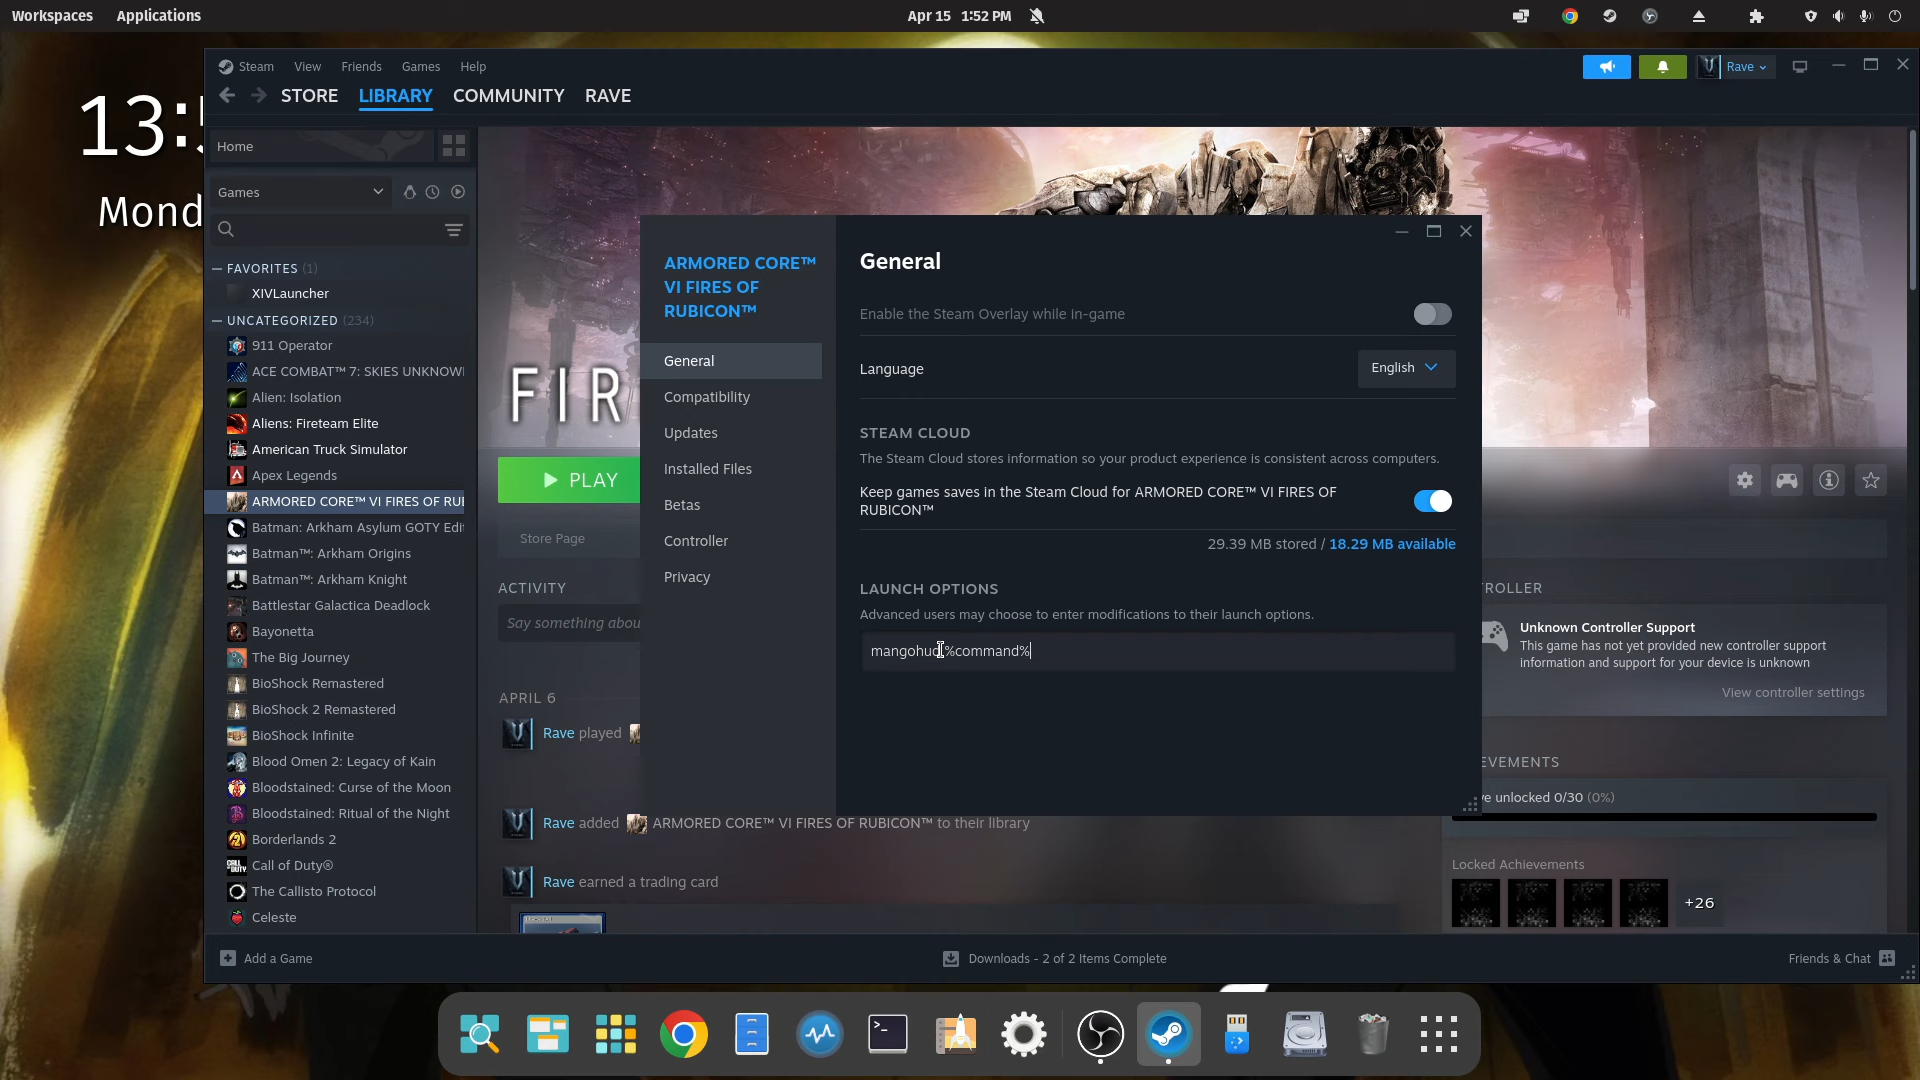 Workspaces
Applications
Apr 15 1:52 PM
13:
Mond
Steam
View
Friends
Games
Help
Rave
STORE
LIBRARY
COMMUNITY
RAVE
Home
Games
FAVORITES (1)
XIVLauncher
UNCATEGORIZED (234)
911 Operator
ACE COMBAT™ 7: SKIES UNKNOW
Alien: Isolation
Aliens: Fireteam Elite
American Truck Simulator
Apex Legends
ARMORED CORE™ VI FIRES OF RU
Batman: Arkham Asylum GOTY Edi
Batman™: Arkham Origins
Batman™: Arkham Knight
Battlestar Galactica Deadlock
Bayonetta
The Big Journey
BioShock Remastered
BioShock 2 Remastered
BioShock Infinite
Blood Omen 2: Legacy of Kain
Bloodstained: Curse of the Moon
Bloodstained: Ritual of the Night
Borderlands 2
Call of Duty®
The Callisto Protocol
Celeste
FIR
PLAY
Store Page
ACTIVITY
Say something abou
APRIL 6
Rave played
Rave added ARMORED CORE™ VI FIRES OF RUBICON™ to their library
Rave earned a trading card
ARMORED CORE™
VI FIRES OF
RUBICON™
General
Compatibility
Updates
Installed Files
Betas
Controller
Privacy
General
Enable the Steam Overlay while in-game
Language
English
STEAM CLOUD
The Steam Cloud stores information so your product experience is consistent across computers.
Keep games saves in the Steam Cloud for ARMORED CORE™ VI FIRES OF
RUBICON™
29.39 MB stored / 18.29 MB available
LAUNCH OPTIONS
Advanced users may choose to enter modifications to their launch options.
mangohud %command%
TROLLER
Unknown Controller Support
This game has not yet provided controller support
information and support for your device is unknown
View controller settings
EVEMENTS
ve unlocked 0/30 (0%)
Locked Achievements
+26
Add a Game
Downloads - 2 of 2 Items Complete
Friends & Chat